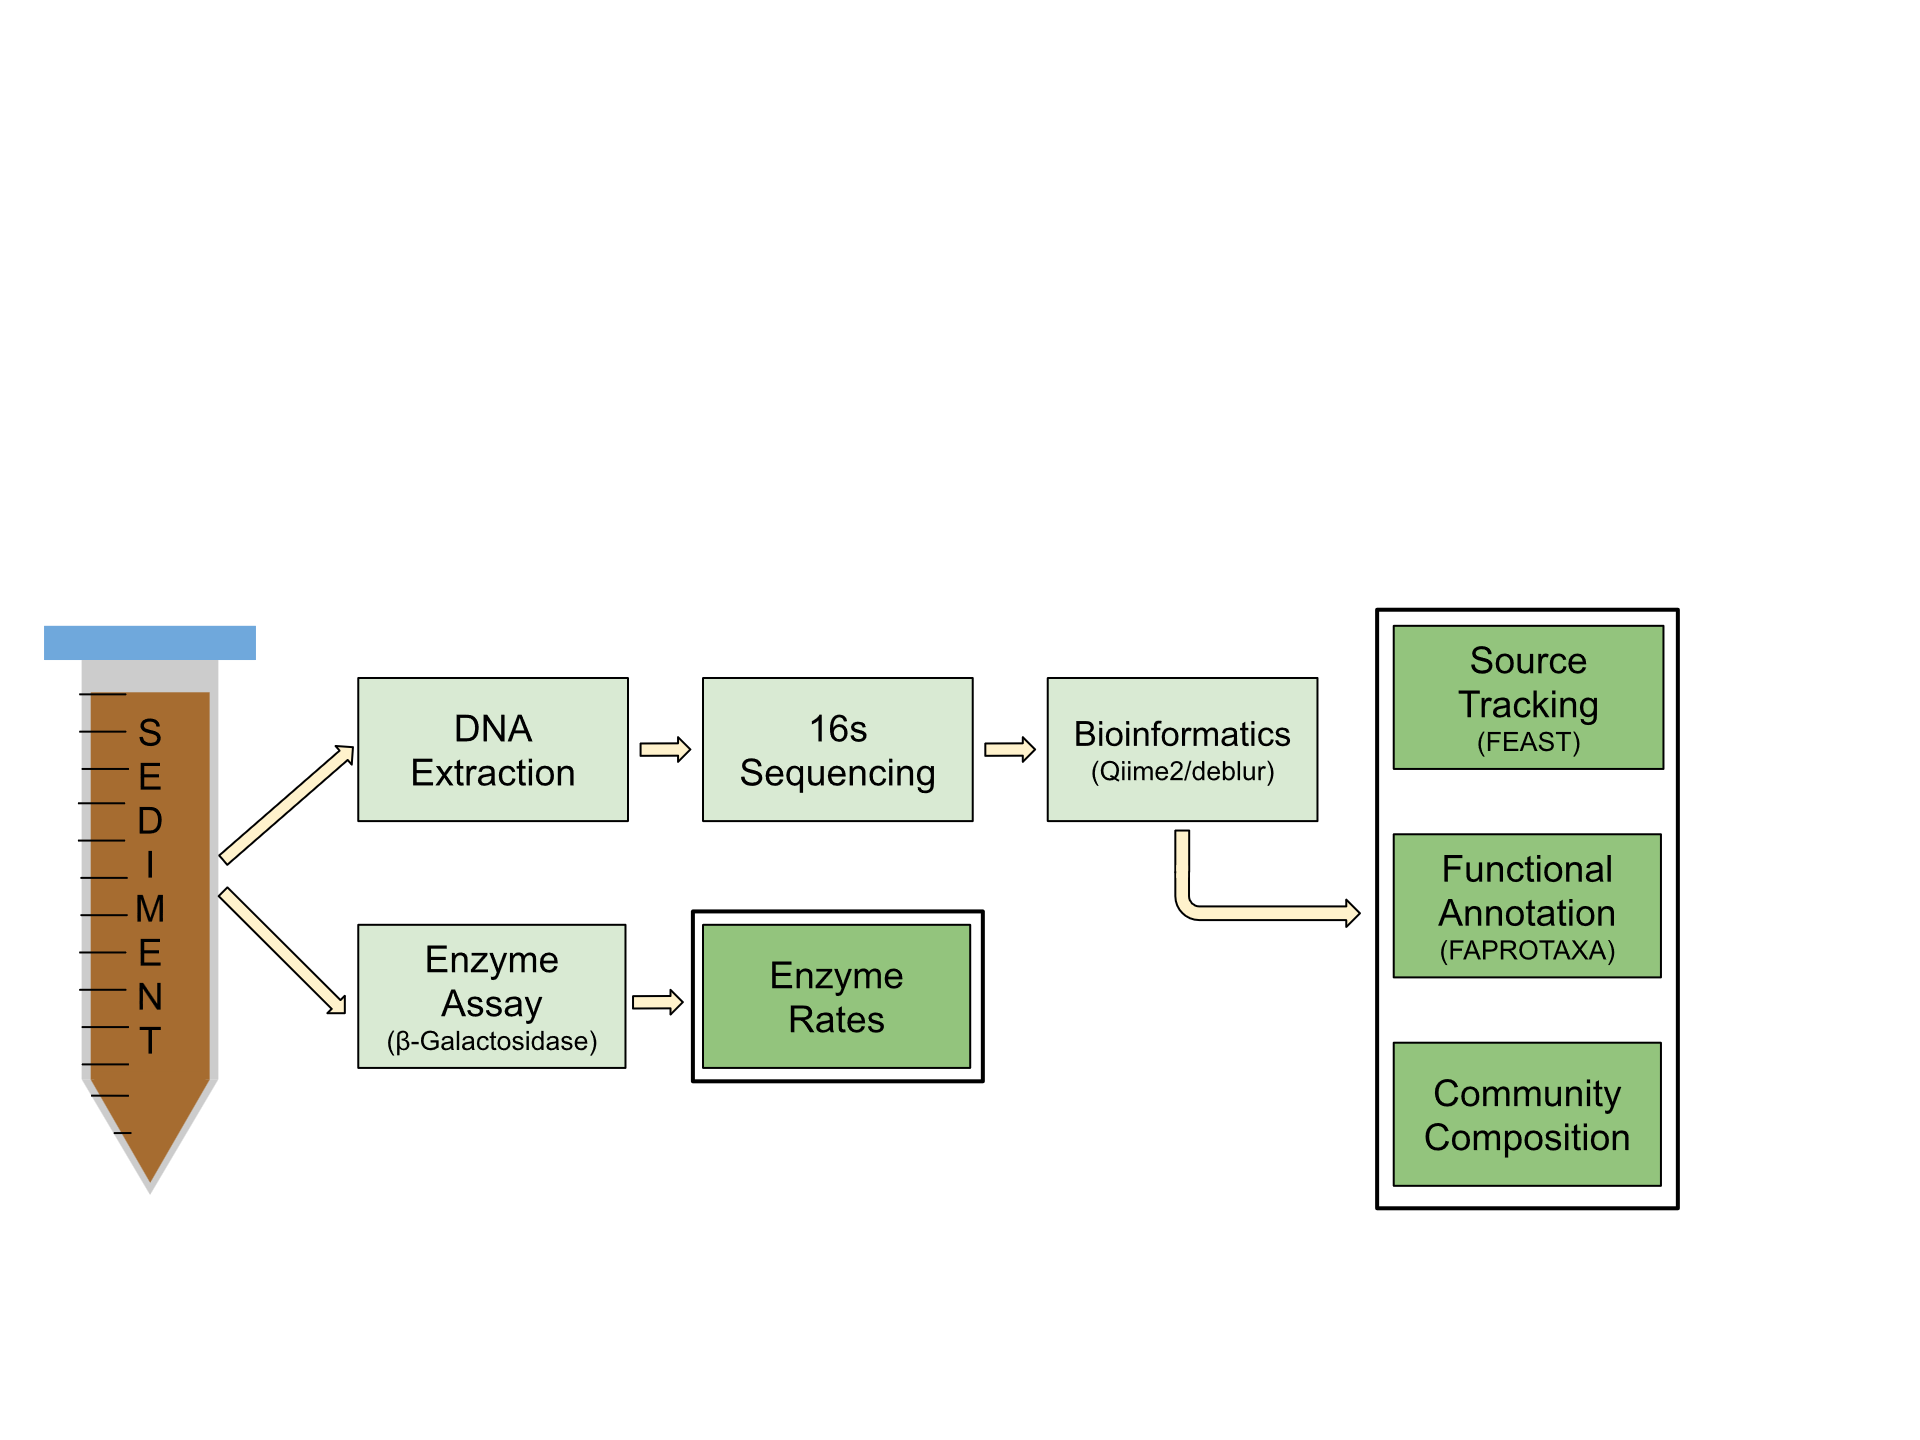 SEDIMENT
DNA
Extraction
16s
Sequencing
Bioinformatics
(Qiime2/deblur)
Source
Tracking
(FEAST)
Functional
Annotation
(FAPROTAXA)
Community
Composition
Enzyme
Assay
(β-Galactosidase)
Enzyme
Rates